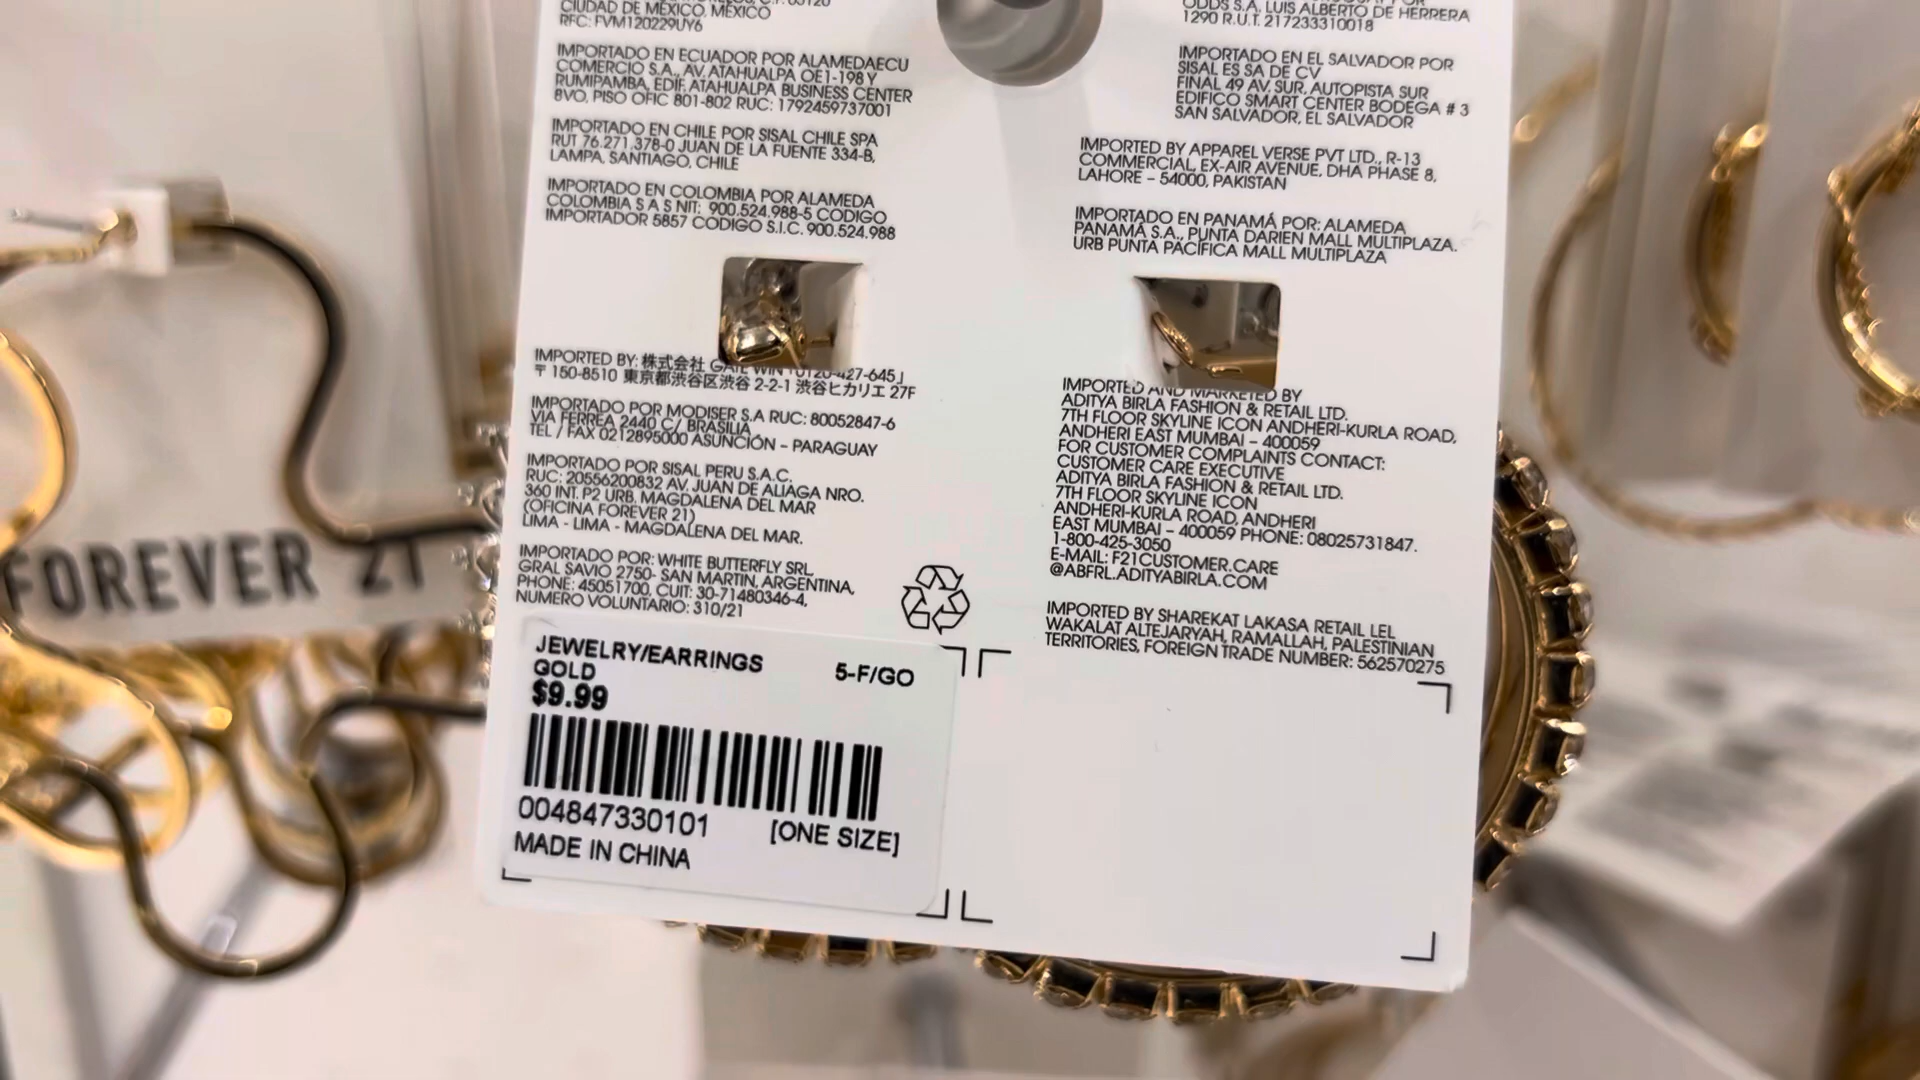 CIUDAD DE MÉXICO, MÉXICO
RFC: FVM120229UY6
IMPORTADO EN ECUADOR POR ALAMEDAECU
COMERCIO S.A., AV. ATAHUALPA OE1-198 Y
RUMIPAMBA, EDIF. ATAHUALPA BUSINESS CENTER
8VO, PISO OFIC 801-802 RUC: 1792459737001
IMPORTADO EN CHILE POR SISAL CHILE SPA
RUT 76.271.378-0 JUAN DE LA FUENTE 334-B,
LAMPA, SANTIAGO, CHILE
IMPORTADO EN COLOMBIA POR ALAMEDA
COLOMBIA S A S NIT: 900.524.988-5 CODIGO
IMPORTADOR 5857 CODIGO S.I.C. 900.524.988
IMPORTED BY: 株式会社 GATE WIN 0120-427-645」
〒150-8510 東京都渋谷区渋谷 2-2-1 渋谷ヒカリエ 27F
IMPORTADO POR MODISER S.A RUC: 80052847-6
VIA FERREA 2440 C/ BRASILIA
TEL / FAX 0212895000 ASUNCIÓN – PARAGUAY
IMPORTADO POR SISAL PERU S.A.C.
RUC: 20556200832 AV. JUAN DE ALIAGA NRO.
360 INT. P2 URB. MAGDALENA DEL MAR
(OFICINA FOREVER 21)
LIMA - LIMA - MAGDALENA DEL MAR.
IMPORTADO POR: WHITE BUTTERFLY SRL,
GRAL SAVIO 2750- SAN MARTIN, ARGENTINA,
PHONE: 45051700, CUIT: 30-71480346-4,
NUMERO VOLUNTARIO: 310/21
ODDS S.A, LUIS ALBERTO DE HERRERA
1290 R.U.T. 217233310018
IMPORTADO EN EL SALVADOR POR
SISAL ES SA DE CV
FINAL 49 AV. SUR, AUTOPISTA SUR
EDIFICO SMART CENTER BODEGA # 3
SAN SALVADOR, EL SALVADOR
IMPORTED BY APPAREL VERSE PVT LTD., R-13
COMMERCIAL, EX-AIR AVENUE, DHA PHASE 8,
LAHORE – 54000, PAKISTAN
IMPORTADO EN PANAMÁ POR: ALAMEDA
PANAMÁ S.A., PUNTA DARIEN MALL MULTIPLAZA.
URB PUNTA PACÍFICA MALL MULTIPLAZA
IMPORTED AND MARKETED BY
ADITYA BIRLA FASHION & RETAIL LTD.
7TH FLOOR SKYLINE ICON ANDHERI-KURLA ROAD,
ANDHERI EAST MUMBAI – 400059
FOR CUSTOMER COMPLAINTS CONTACT:
CUSTOMER CARE EXECUTIVE
ADITYA BIRLA FASHION & RETAIL LTD.
7TH FLOOR SKYLINE ICON
ANDHERI-KURLA ROAD, ANDHERI
EAST MUMBAI – 400059 PHONE: 08025731847.
1-800-425-3050
E-MAIL: F21CUSTOMER.CARE
@ABFRL.ADITYABIRLA.COM
IMPORTED BY SHAREKAT LAKASA RETAIL LEL
WAKALAT ALTEJARYAH, RAMALLAH, PALESTINIAN
TERRITORIES, FOREIGN TRADE NUMBER: 562570275
FOREVER 21
JEWELRY/EARRINGS
GOLD 5-F/GO
$9.99
004847330101 [ONE SIZE]
MADE IN CHINA